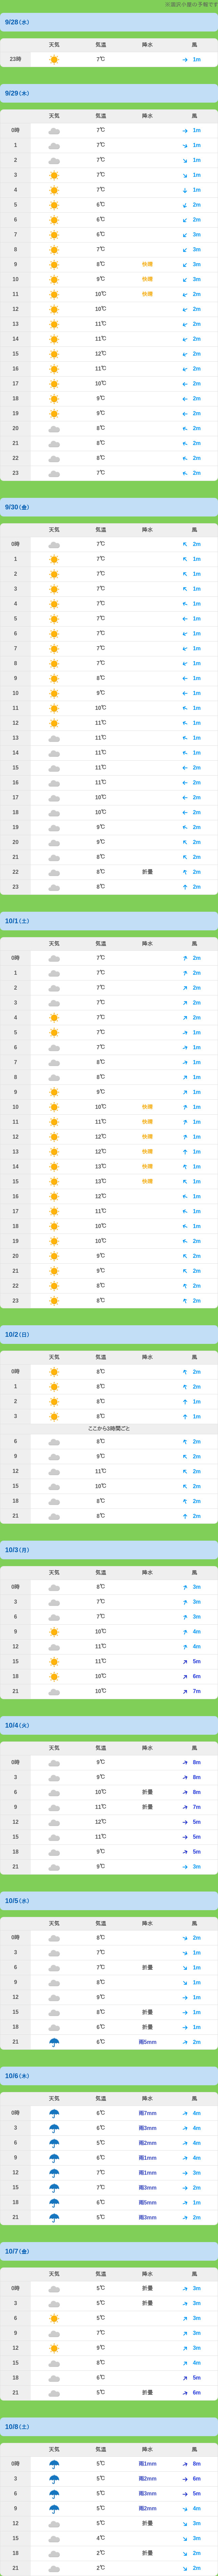 9/28(水)
天気 気温 降水 風
23時 7℃ 1m
9/29(木)
天気 気温 降水 風
0時 7℃ 1m
1 7℃ 1m
2 7℃ 1m
3 7℃ 1m
4 7℃ 1m
5 6℃ 2m
6 6℃ 2m
7 6℃ 3m
8 7℃ 3m
9 8℃ 快晴 3m
10 9℃ 快晴 3m
11 10℃ 快晴 2m
12 10℃ 2m
13 11℃ 2m
14 11℃ 2m
15 12℃ 2m
16 11℃ 2m
17 10℃ 2m
18 9℃ 2m
19 9℃ 2m
20 8℃ 2m
21 8℃ 2m
22 8℃ 2m
23 7℃ 2m
9/30(金)
天気 気温 降水 風
0時 7℃ 2m
1 7℃ 1m
2 7℃ 1m
3 7℃ 1m
4 7℃ 1m
5 7℃ 1m
6 7℃ 1m
7 7℃ 1m
8 7℃ 1m
9 8℃ 1m
10 9℃ 1m
11 10℃ 1m
12 11℃ 1m
13 11℃ 1m
14 11℃ 1m
15 11℃ 2m
16 11℃ 2m
17 10℃ 2m
18 10℃ 2m
19 9℃ 2m
20 9℃ 2m
21 8℃ 2m
22 8℃ 折曇 2m
23 8℃ 2m
10/1(土)
天気 気温 降水 風
0時 7℃ 2m
1 7℃ 2m
2 7℃ 2m
3 7℃ 2m
4 7℃ 2m
5 7℃ 1m
6 7℃ 1m
7 8℃ 1m
8 8℃ 1m
9 9℃ 1m
10 10℃ 快晴 1m
11 11℃ 快晴 1m
12 12℃ 快晴 1m
13 12℃ 快晴 1m
14 13℃ 快晴 1m
15 13℃ 快晴 1m
16 12℃ 1m
17 11℃ 1m
18 10℃ 1m
19 10℃ 2m
20 9℃ 2m
21 9℃ 2m
22 8℃ 2m
23 8℃ 2m
10/2(日)
天気 気温 降水 風
0時 8℃ 2m
1 8℃ 2m
2 8℃ 1m
3 8℃ 1m
ここから3時間ごと
6 8℃ 2m
9 9℃ 2m
12 11℃ 2m
15 10℃ 2m
18 8℃ 2m
21 8℃ 2m
10/3(月)
天気 気温 降水 風
0時 8℃ 3m
3 7℃ 3m
6 7℃ 3m
9 10℃ 4m
12 11℃ 4m
15 11℃ 5m
18 10℃ 6m
21 10℃ 7m
10/4(火)
天気 気温 降水 風
0時 9℃ 8m
3 9℃ 8m
6 10℃ 折曇 8m
9 11℃ 折曇 7m
12 12℃ 5m
15 11℃ 5m
18 9℃ 5m
21 9℃ 3m
10/5(水)
天気 気温 降水 風
0時 8℃ 2m
3 7℃ 1m
6 7℃ 折曇 1m
9 8℃ 1m
12 9℃ 1m
15 8℃ 折曇 1m
18 6℃ 折曇 1m
21 6℃ 雨5mm 2m
10/6(木)
天気 気温 降水 風
0時 6℃ 雨7mm 4m
3 6℃ 雨3mm 4m
6 5℃ 雨2mm 4m
9 6℃ 雨1mm 4m
12 7℃ 雨1mm 3m
15 7℃ 雨3mm 2m
18 6℃ 雨5mm 1m
21 5℃ 雨3mm 2m
10/7(金)
天気 気温 降水 風
0時 5℃ 折曇 3m
3 5℃ 折曇 3m
6 5℃ 3m
9 7℃ 3m
12 9℃ 3m
15 8℃ 4m
18 6℃ 5m
21 5℃ 折曇 6m
10/8(土)
天気 気温 降水 風
0時 5℃ 雨1mm 8m
3 5℃ 雨2mm 6m
6 5℃ 雨3mm 5m
9 5℃ 雨2mm 4m
12 5℃ 折曇 3m
15 4℃ 3m
18 2℃ 折曇 2m
21 2℃ 2m